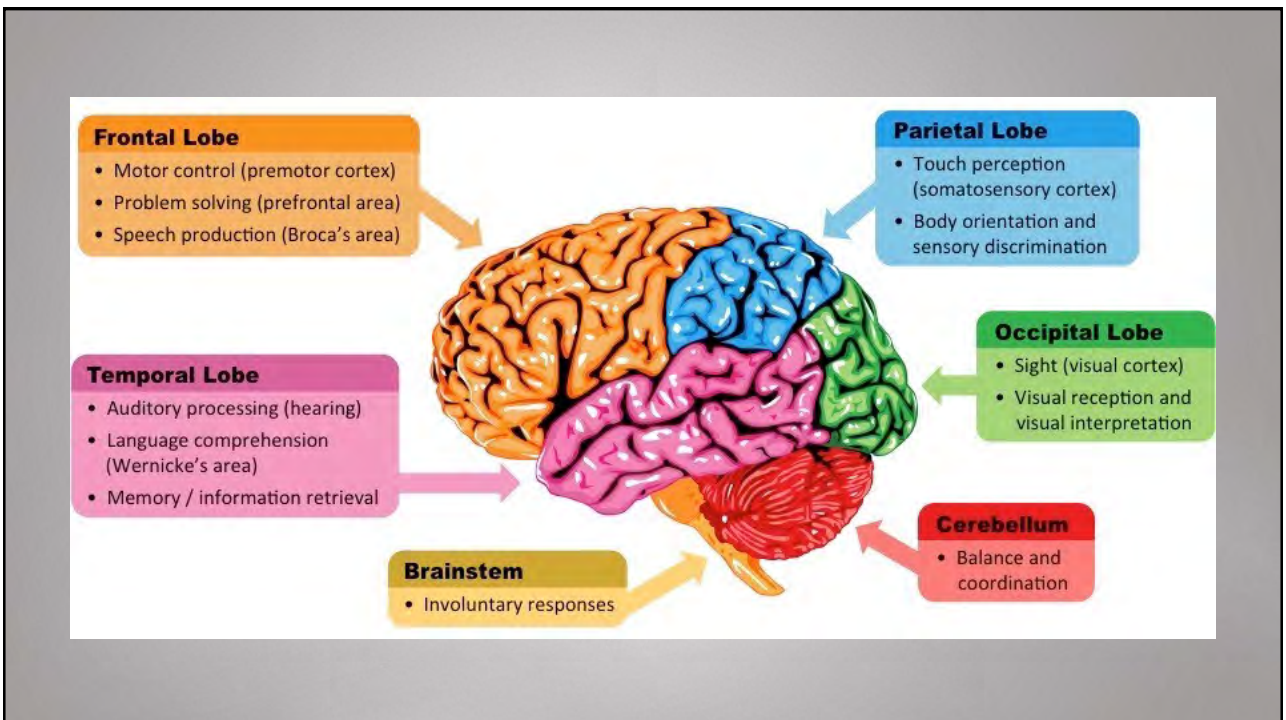 Frontal Lobe
• Motor control (premotor cortex)
• Problem solving (prefrontal area)
• Speech production (Broca's area)
Parietal Lobe
• Touch perception
(somatosensory cortex)
• Body orientation and
sensory discrimination
Occipital Lobe
• Sight (visual cortex)
• Visual reception and
visual interpretation
Temporal Lobe
• Auditory processing (hearing)
• Language comprehension
(Wernicke's area)
• Memory / information retrieval
Cerebellum
• Balance and
coordination
Brainstem
• Involuntary responses